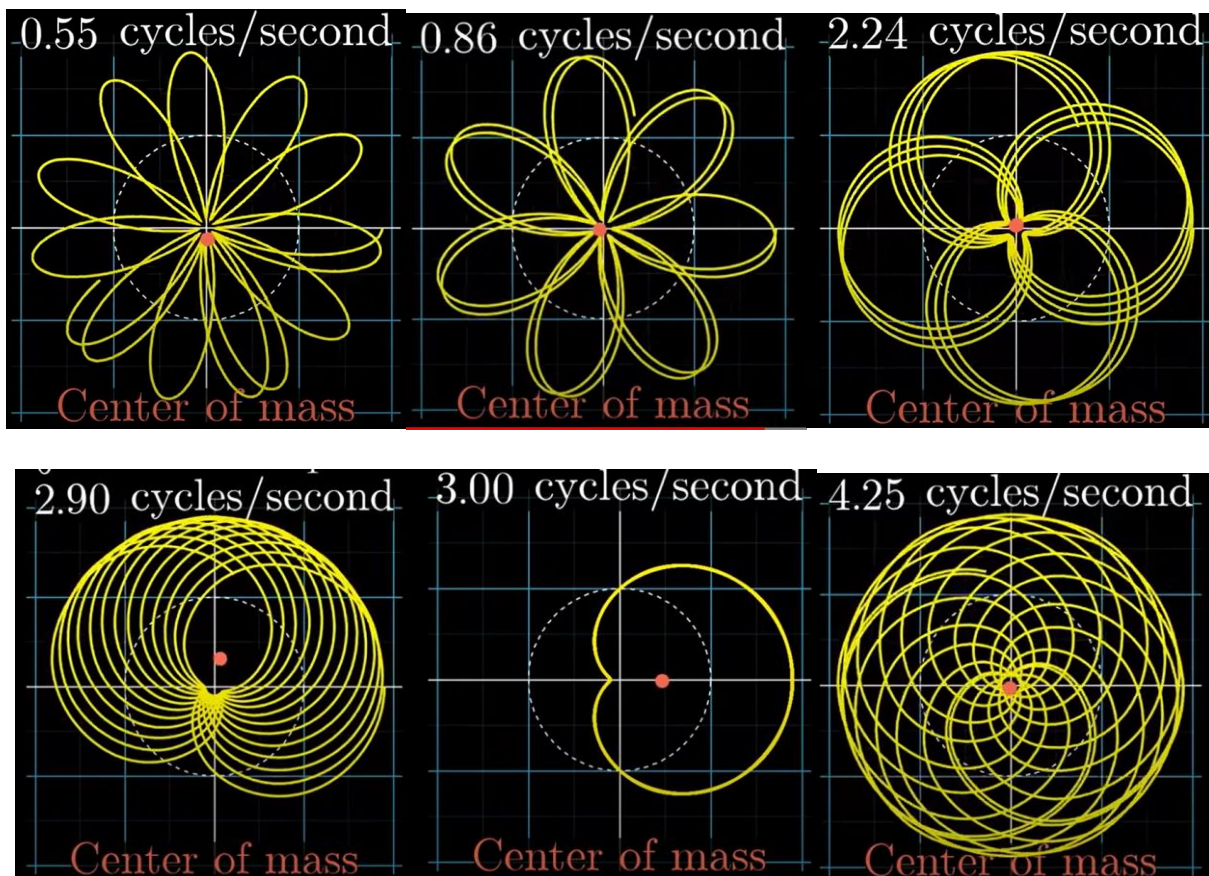 0.55 cycles/second
Center of mass
0.86 cycles/second
Center of mass
2.24 cycles/second
Center of mass
2.90 cycles/second
Center of mass
3.00 cycles/second
Center of mass
4.25 cycles/second
Center of mass